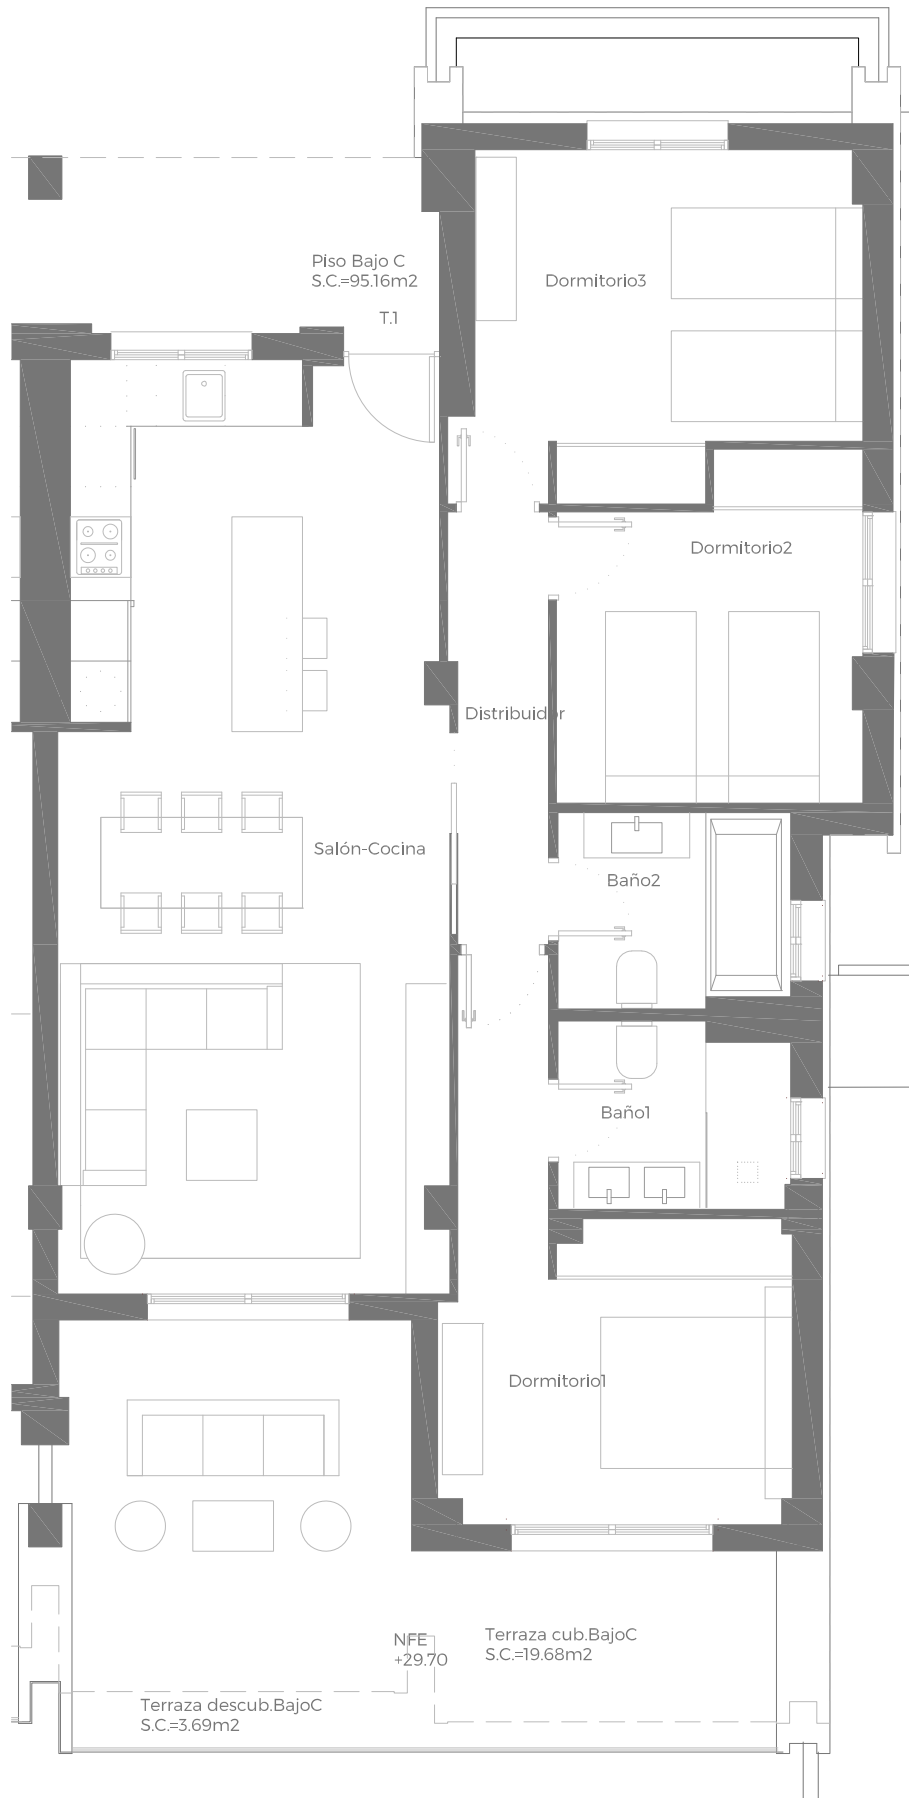 Piso Bajo C
S.C.=95.16m2
T.1
Dormitorio3
Dormitorio2
Distribuidor
Salón-Cocina
Baño2
Baño1
Dormitorio1
NFE
+29.70
Terraza cub.BajoC
S.C.=19.68m2
Terraza descub.BajoC
S.C.=3.69m2